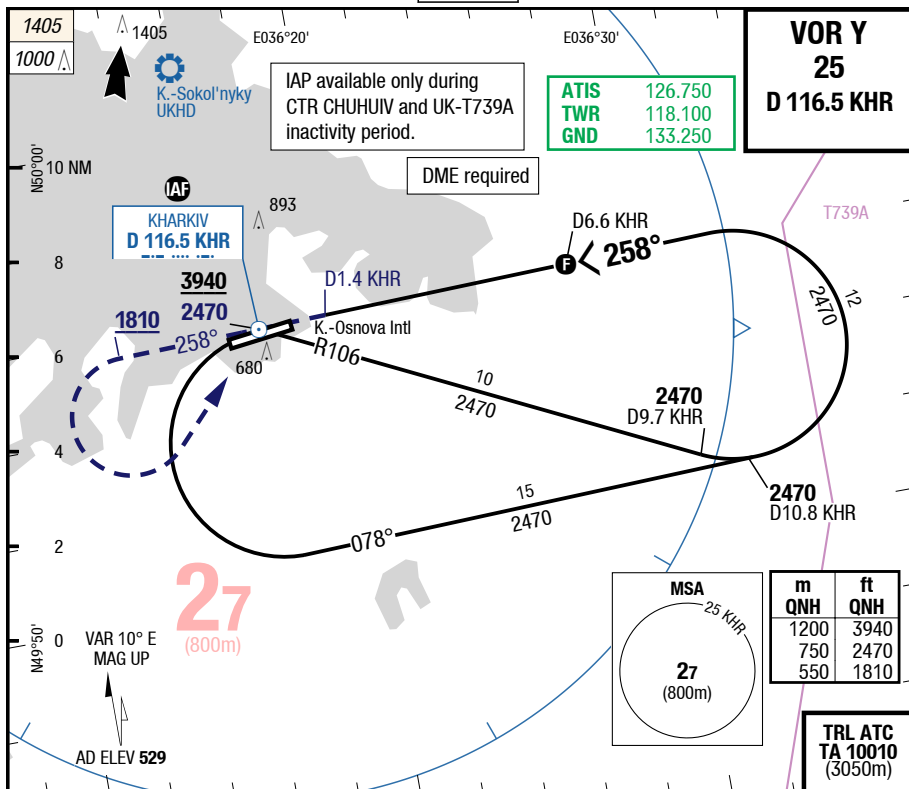 1405
1000
1405
E036°20'
E036°30'
VOR Y
25
D 116.5 KHR
K.-Sokol'nyky
UKHD
IAP available only during
CTR CHUHUIV and UK-T739A
inactivity period.
ATIS 126.750
TWR 118.100
GND 133.250
DME required
N50°00'
10 NM
IAF
893
KHARKIV
D 116.5 KHR
D6.6 KHR
F
258°
T739A
8
3940
2470
D1.4 KHR
12
2470
1810
258°
K.-Osnova Intl
R106
680
6
10
2470
2470
D9.7 KHR
4
15
2470
2470
D10.8 KHR
078°
2
27
(800m)
MSA
25 KHR
27
(800m)
m ft
QNH QNH
1200 3940
750 2470
550 1810
0
N49°50'
VAR 10° E
MAG UP
AD ELEV 529
TRL ATC
TA 10010
(3050m)